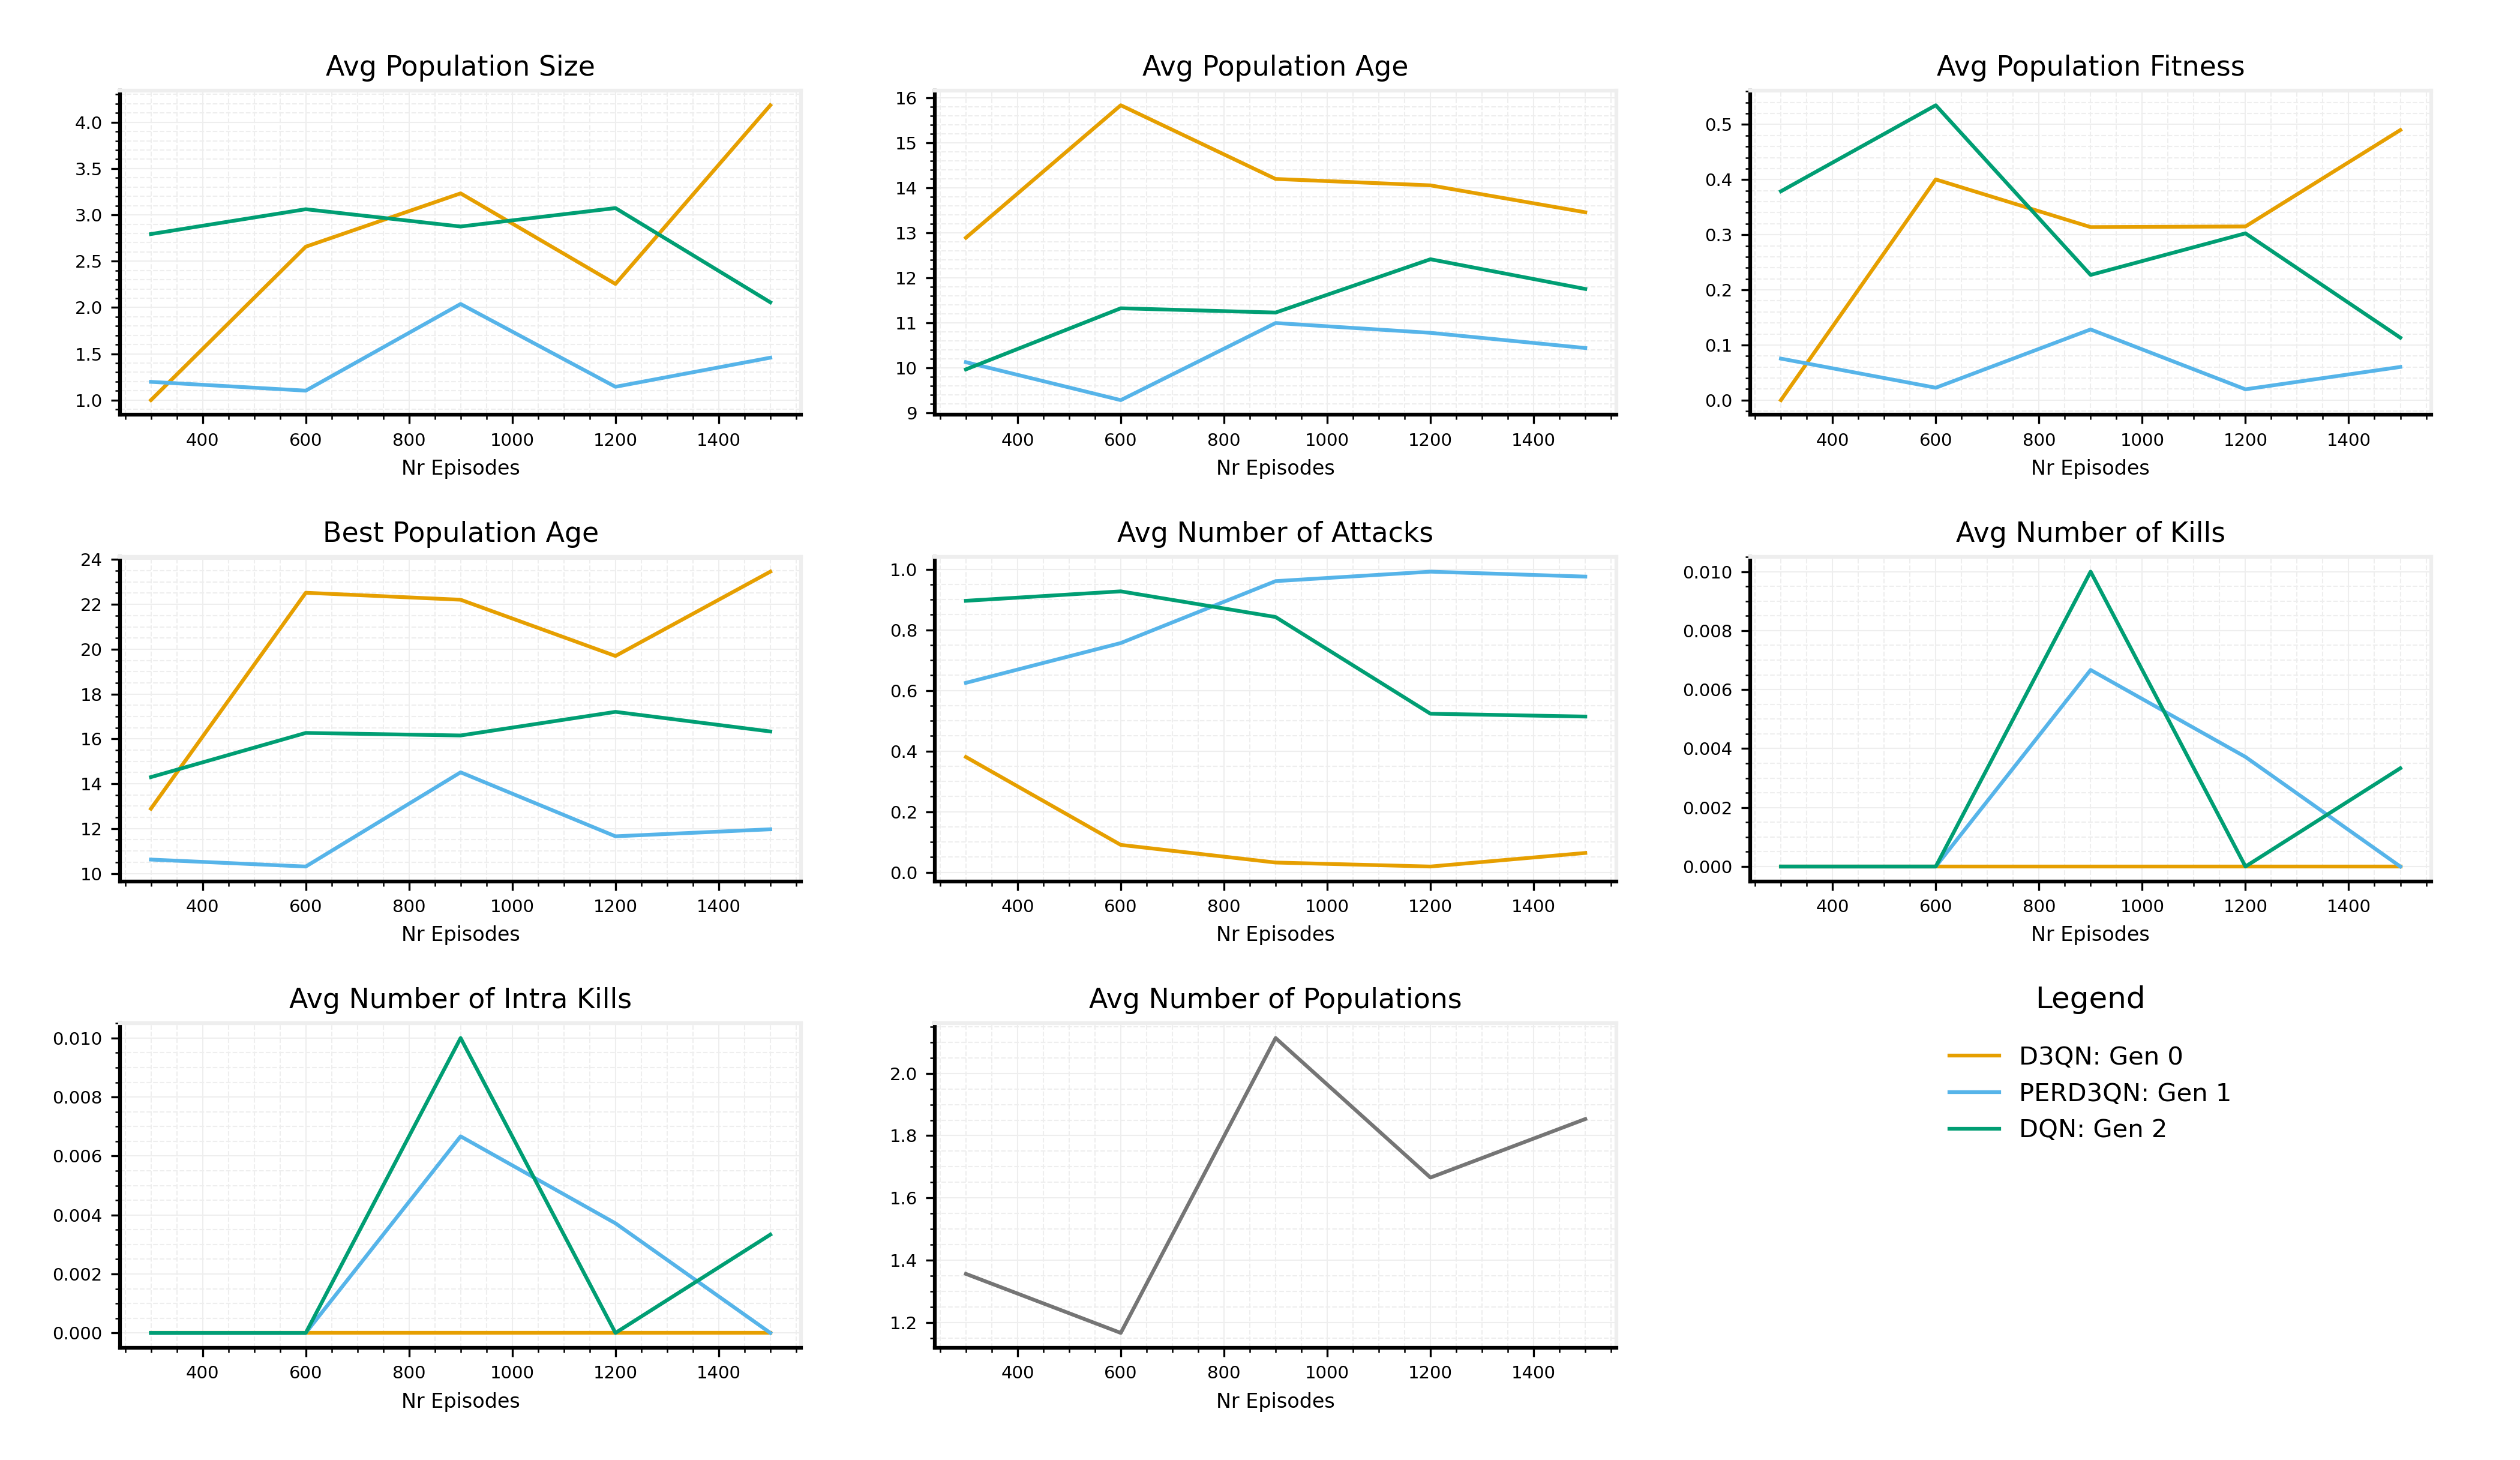 Avg Population Size
4.0
3.5
3.0
2.5
2.0
1.5
1.0
400 600 800 1000 1200 1400
Nr Episodes
Avg Population Age
16
15
14
13
12
11
10
9
400 600 800 1000 1200 1400
Nr Episodes
Avg Population Fitness
0.5
0.4
0.3
0.2
0.1
0.0
400 600 800 1000 1200 1400
Nr Episodes
Best Population Age
24
22
20
18
16
14
12
10
400 600 800 1000 1200 1400
Nr Episodes
Avg Number of Attacks
1.0
0.8
0.6
0.4
0.2
0.0
400 600 800 1000 1200 1400
Nr Episodes
Avg Number of Kills
0.010
0.008
0.006
0.004
0.002
0.000
400 600 800 1000 1200 1400
Nr Episodes
Avg Number of Intra Kills
0.010
0.008
0.006
0.004
0.002
0.000
400 600 800 1000 1200 1400
Nr Episodes
Avg Number of Populations
2.0
1.8
1.6
1.4
1.2
400 600 800 1000 1200 1400
Nr Episodes
Legend
D3QN: Gen 0
PERD3QN: Gen 1
DQN: Gen 2